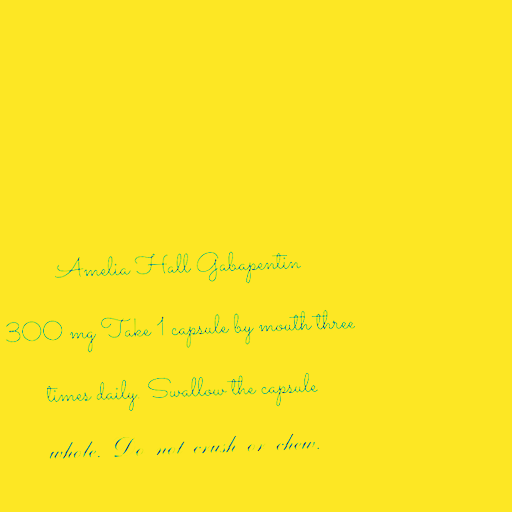 Amelia Hall Gabapentin
300 mg Take 1 capsule by mouth three
times daily. Swallow the capsule
whole. Do not crush or chew.